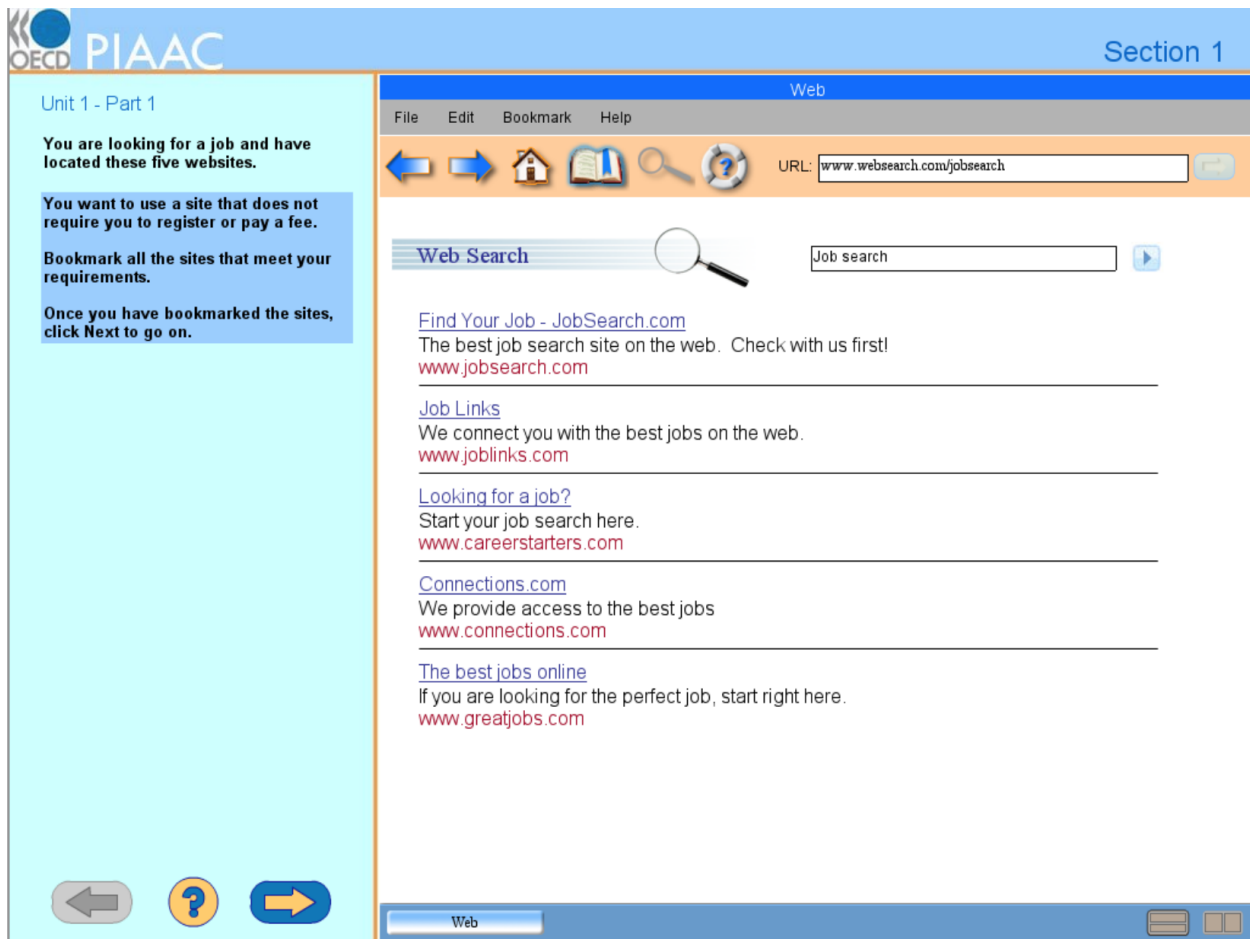 OECD PIAAC
Section 1
Unit 1 - Part 1
You are looking for a job and have
located these five websites.
You want to use a site that does not
require you to register or pay a fee.
Bookmark all the sites that meet your
requirements.
Once you have bookmarked the sites,
click Next to go on.
?
Web
File Edit Bookmark Help
? URL: www.websearch.com/jobsearch
Web Search Job search
Find Your Job - JobSearch.com
The best job search site on the web. Check with us first!
www.jobsearch.com
Job Links
We connect you with the best jobs on the web.
www.joblinks.com
Looking for a job?
Start your job search here.
www.careerstarters.com
Connections.com
We provide access to the best jobs
www.connections.com
The best jobs online
If you are looking for the perfect job, start right here.
www.greatjobs.com
Web